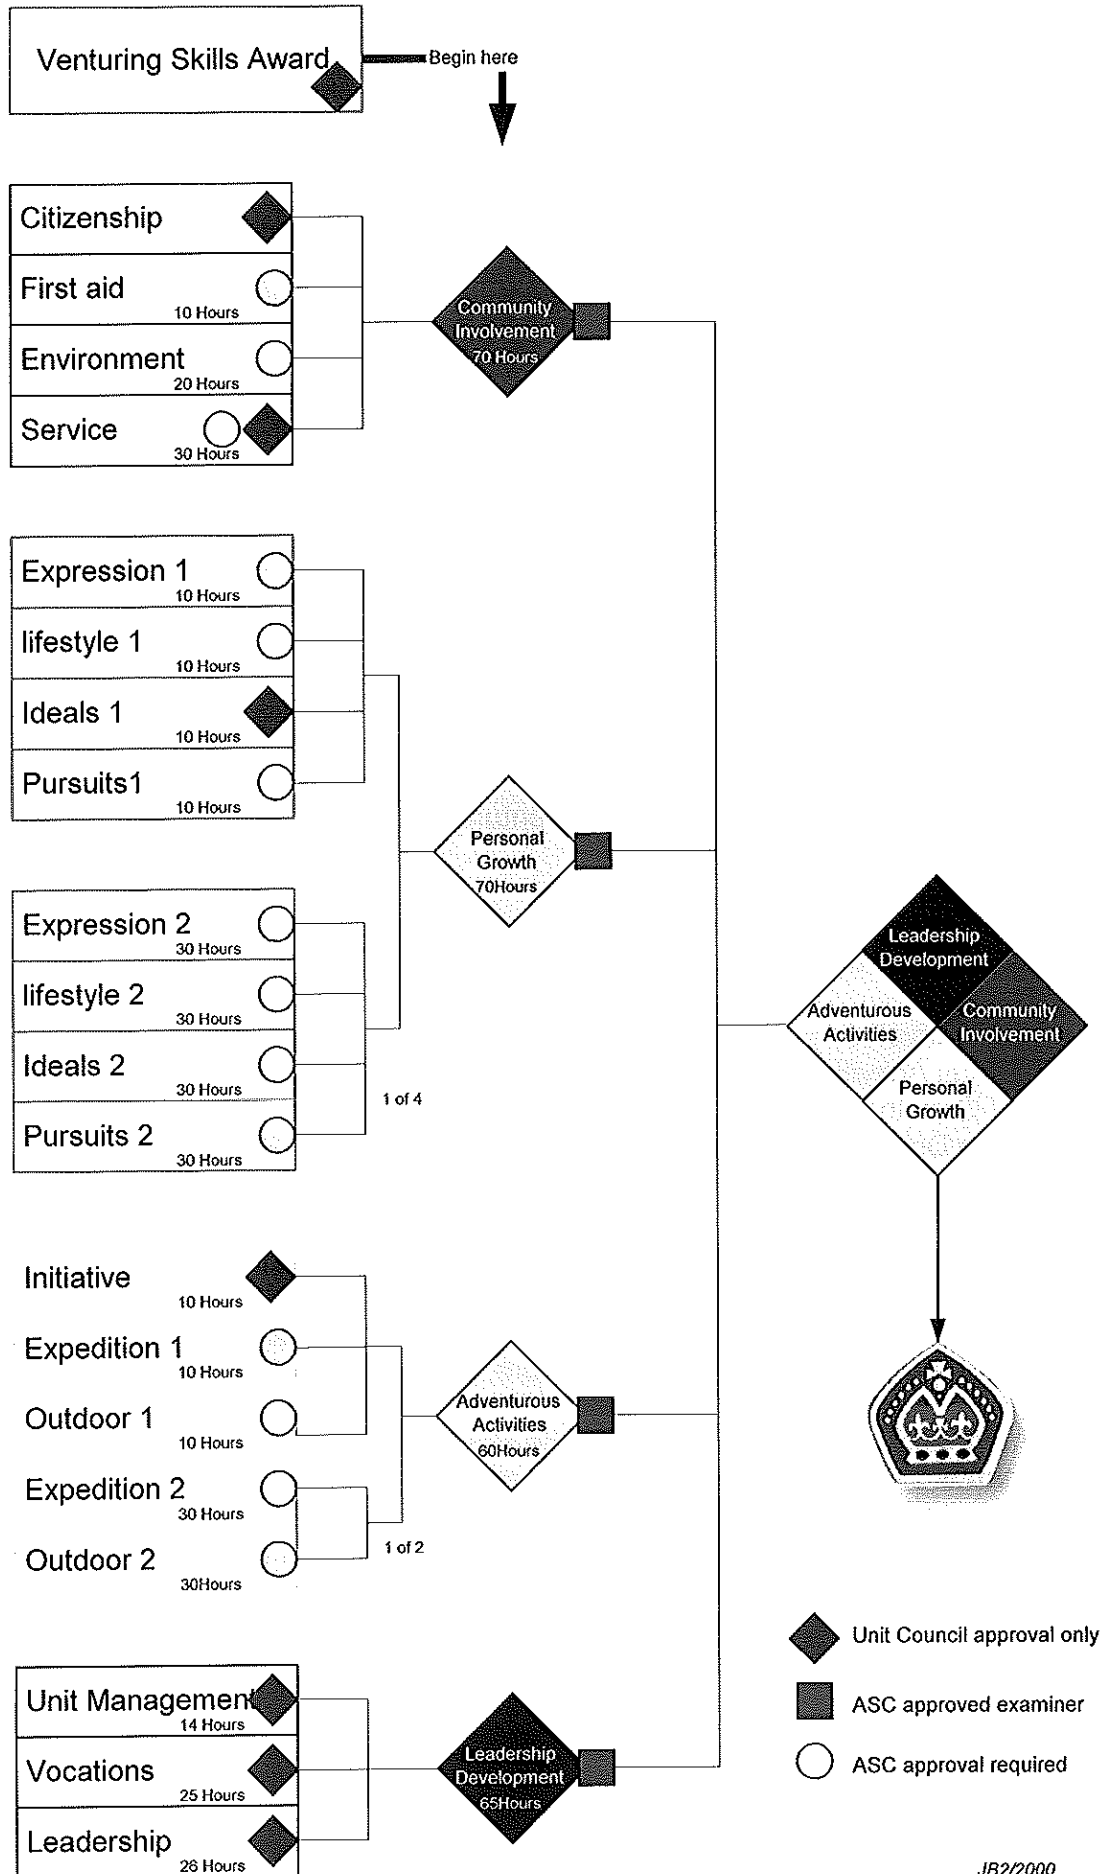 Venturing Skills Award
Begin here
Citizenship
First aid
10 Hours
Environment
20 Hours
Service
30 Hours
Community
Involvement
70 Hours
Expression 1
10 Hours
lifestyle 1
10 Hours
Ideals 1
10 Hours
Pursuits1
10 Hours
Personal
Growth
70Hours
Expression 2
30 Hours
lifestyle 2
30 Hours
Ideals 2
30 Hours
1 of 4
Pursuits 2
30 Hours
Leadership
Development
Adventurous
Activities
Community
Involvement
Personal
Growth
Initiative
10 Hours
Expedition 1
10 Hours
Outdoor 1
10 Hours
Adventurous
Activities
60Hours
Expedition 2
30 Hours
1 of 2
Outdoor 2
30Hours
Unit Management
14 Hours
Vocations
25 Hours
Leadership
26 Hours
Leadership
Development
65Hours
Unit Council approval only
ASC approved examiner
ASC approval required
JB2/2000